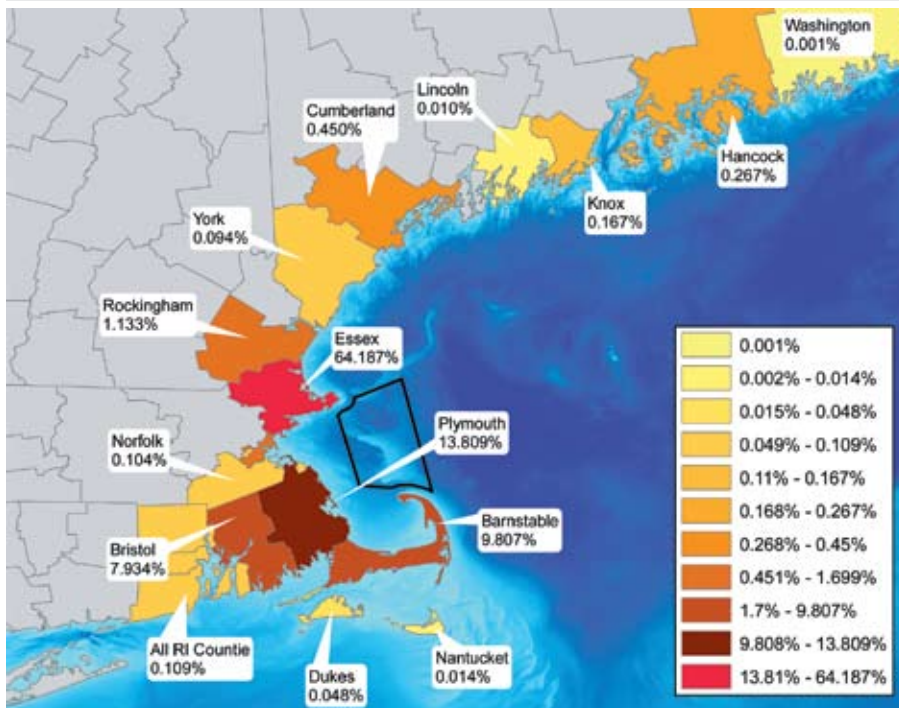 Washington
0.001%
Lincoln
0.010%
Cumberland
0.450%
Hancock
0.267%
Knox
0.167%
York
0.094%
Rockingham
1.133%
Essex
64.187%
Plymouth
13.809%
Norfolk
0.104%
Barnstable
9.807%
Bristol
7.934%
All RI Countie
0.109%
Dukes
0.048%
Nantucket
0.014%
0.001%
0.002% - 0.014%
0.015% - 0.048%
0.049% - 0.109%
0.11% - 0.167%
0.168% - 0.267%
0.268% - 0.45%
0.451% - 1.699%
1.7% - 9.807%
9.808% - 13.809%
13.81% - 64.187%